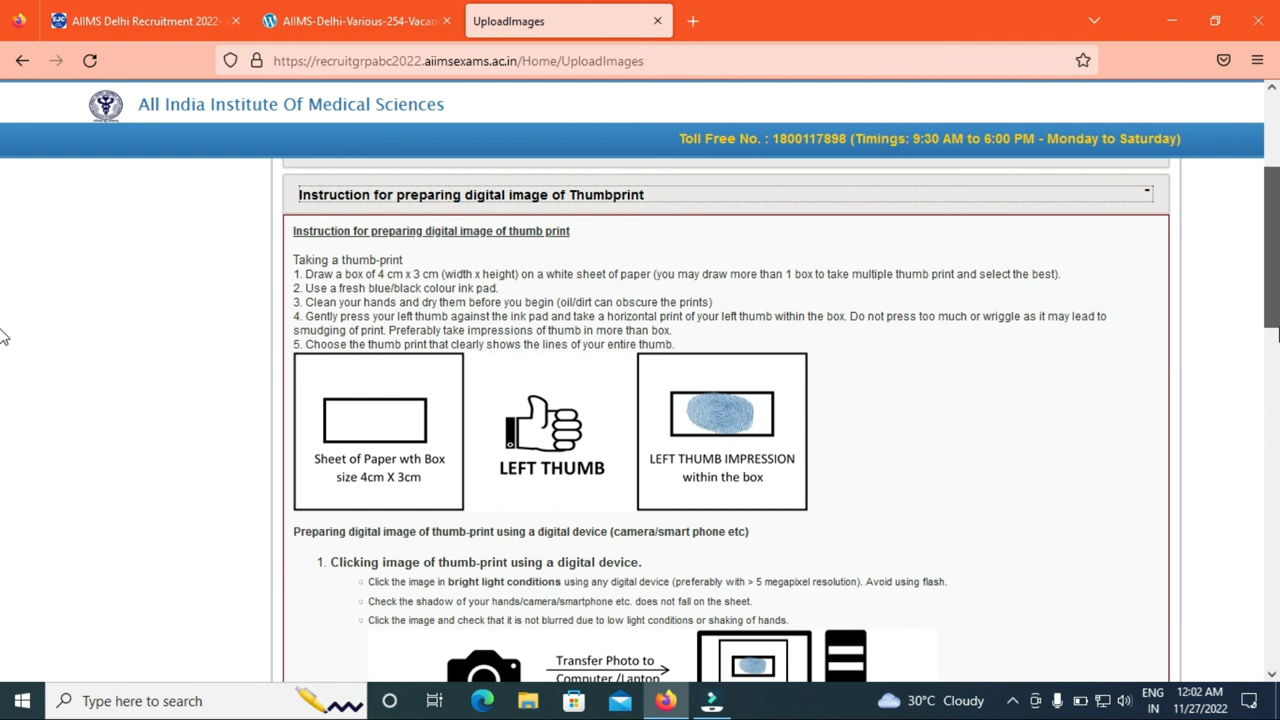 AIIMS Delhi Recruitment 2022-
AIIMS-Delhi-Various-254-Vacan
UploadImages
https://recruitgrpabc2022.aiimsexams.ac.in/Home/UploadImages
All India Institute Of Medical Sciences
Toll Free No. : 1800117898 (Timings: 9:30 AM to 6:00 PM - Monday to Saturday)
Instruction for preparing digital image of Thumbprint
-
Instruction for preparing digital image of thumb print
Taking a thumb-print
1. Draw a box of 4 cm x 3 cm (width x height) on a white sheet of paper (you may draw more than 1 box to take multiple thumb print and select the best).
2. Use a fresh blue/black colour ink pad.
3. Clean your hands and dry them before you begin (oil/dirt can obscure the prints)
4. Gently press your left thumb against the ink pad and take a horizontal print of your left thumb within the box. Do not press too much or wriggle as it may lead to
smudging of print. Preferably take impressions of thumb in more than box.
5. Choose the thumb print that clearly shows the lines of your entire thumb.
Sheet of Paper wth Box
size 4cm X 3cm
LEFT THUMB
LEFT THUMB IMPRESSION
within the box
Preparing digital image of thumb-print using a digital device (camera/smart phone etc)
1. Clicking image of thumb-print using a digital device.
Click the image in bright light conditions using any digital device (preferably with > 5 megapixel resolution). Avoid using flash.
Check the shadow of your hands/camera/smartphone etc. does not fall on the sheet.
Click the image and check that it is not blurred due to low light conditions or shaking of hands.
Transfer Photo to
Computer /Laptop
Type here to search
30°C Cloudy
ENG
IN
12:02 AM
11/27/2022